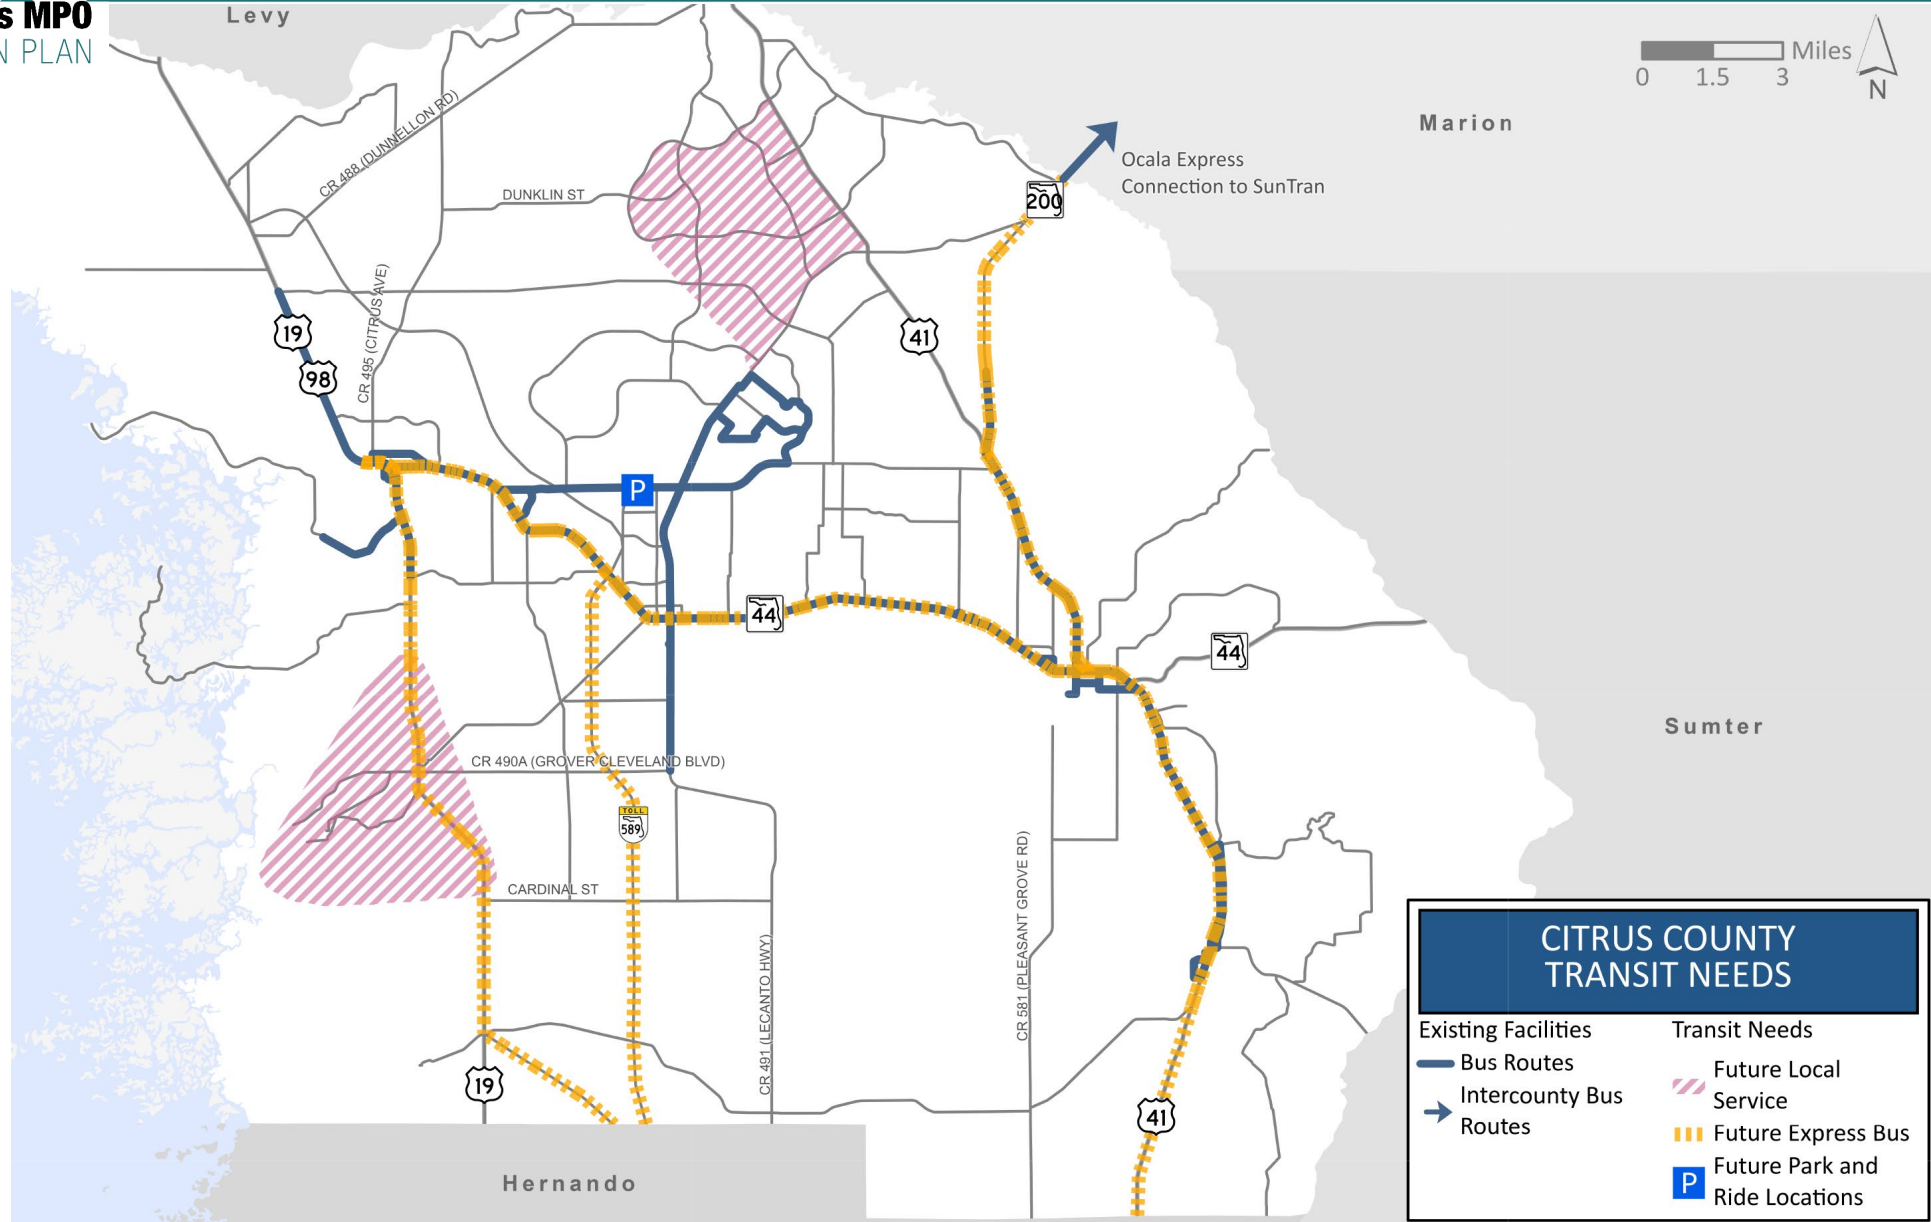 s MPO
N PLAN
Levy
Miles
0 1.5 3
N
Marion
CR 488 (DUNNELLON RD)
Ocala Express
Connection to SunTran
DUNKLIN ST
200
CR 495 (CITRUS AVE)
19
98
41
P
44
44
Sumter
CR 490A (GROVER CLEVELAND BLVD)
TOLL
589
CARDINAL ST
CR 581 (PLEASANT GROVE RD)
CR 491 (LECANTO HWY)
19
41
Hernando
CITRUS COUNTY
TRANSIT NEEDS
Existing Facilities
Bus Routes
Intercounty Bus
Routes
Transit Needs
Future Local
Service
Future Express Bus
P
Future Park and
Ride Locations